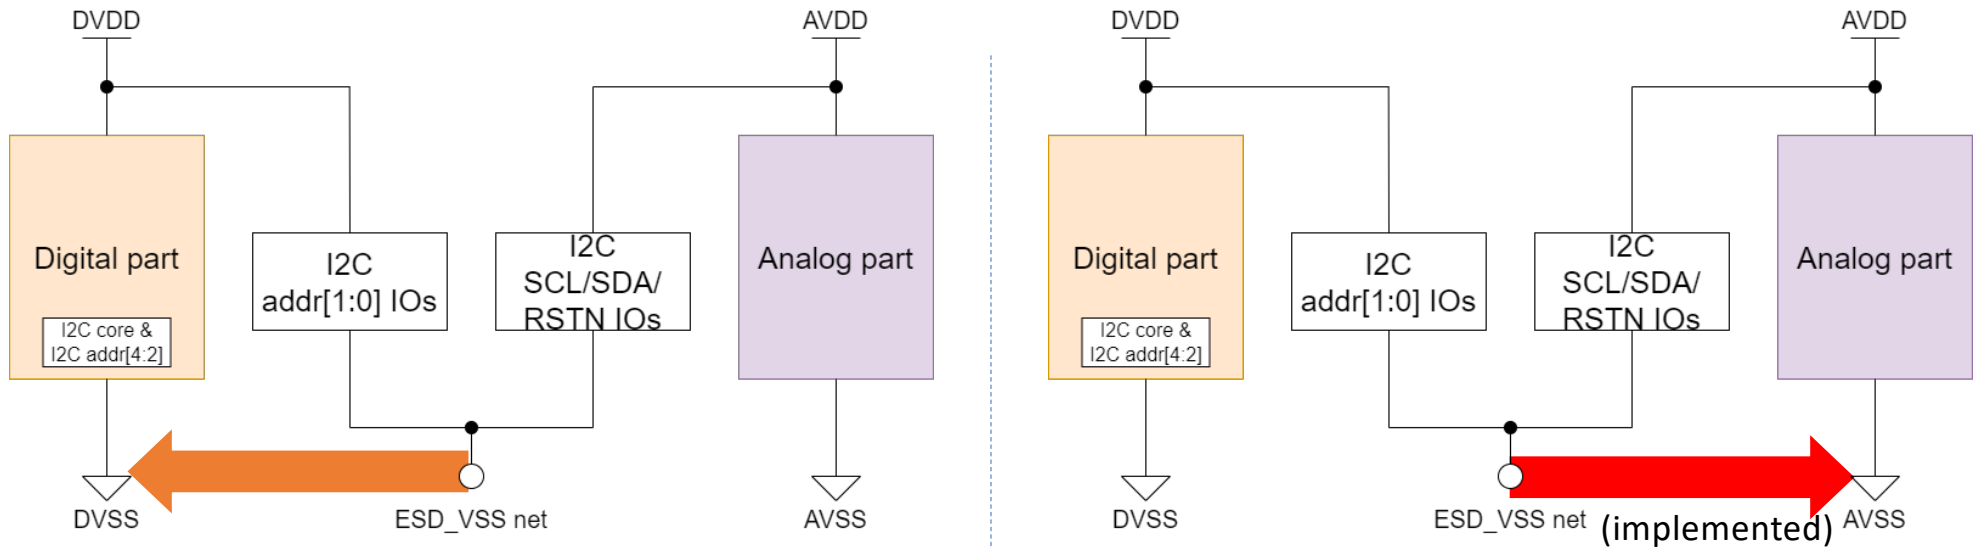 DVDD
AVDD
Digital part
I2C core &
I2C addr[4:2]
I2C
addr[1:0] IOs
I2C
SCL/SDA/
RSTN IOs
Analog part
DVSS
ESD_VSS net
AVSS
DVDD
AVDD
Digital part
I2C core &
I2C addr[4:2]
I2C
addr[1:0] IOs
I2C
SCL/SDA/
RSTN IOs
Analog part
DVSS
ESD_VSS net
(implemented)
AVSS